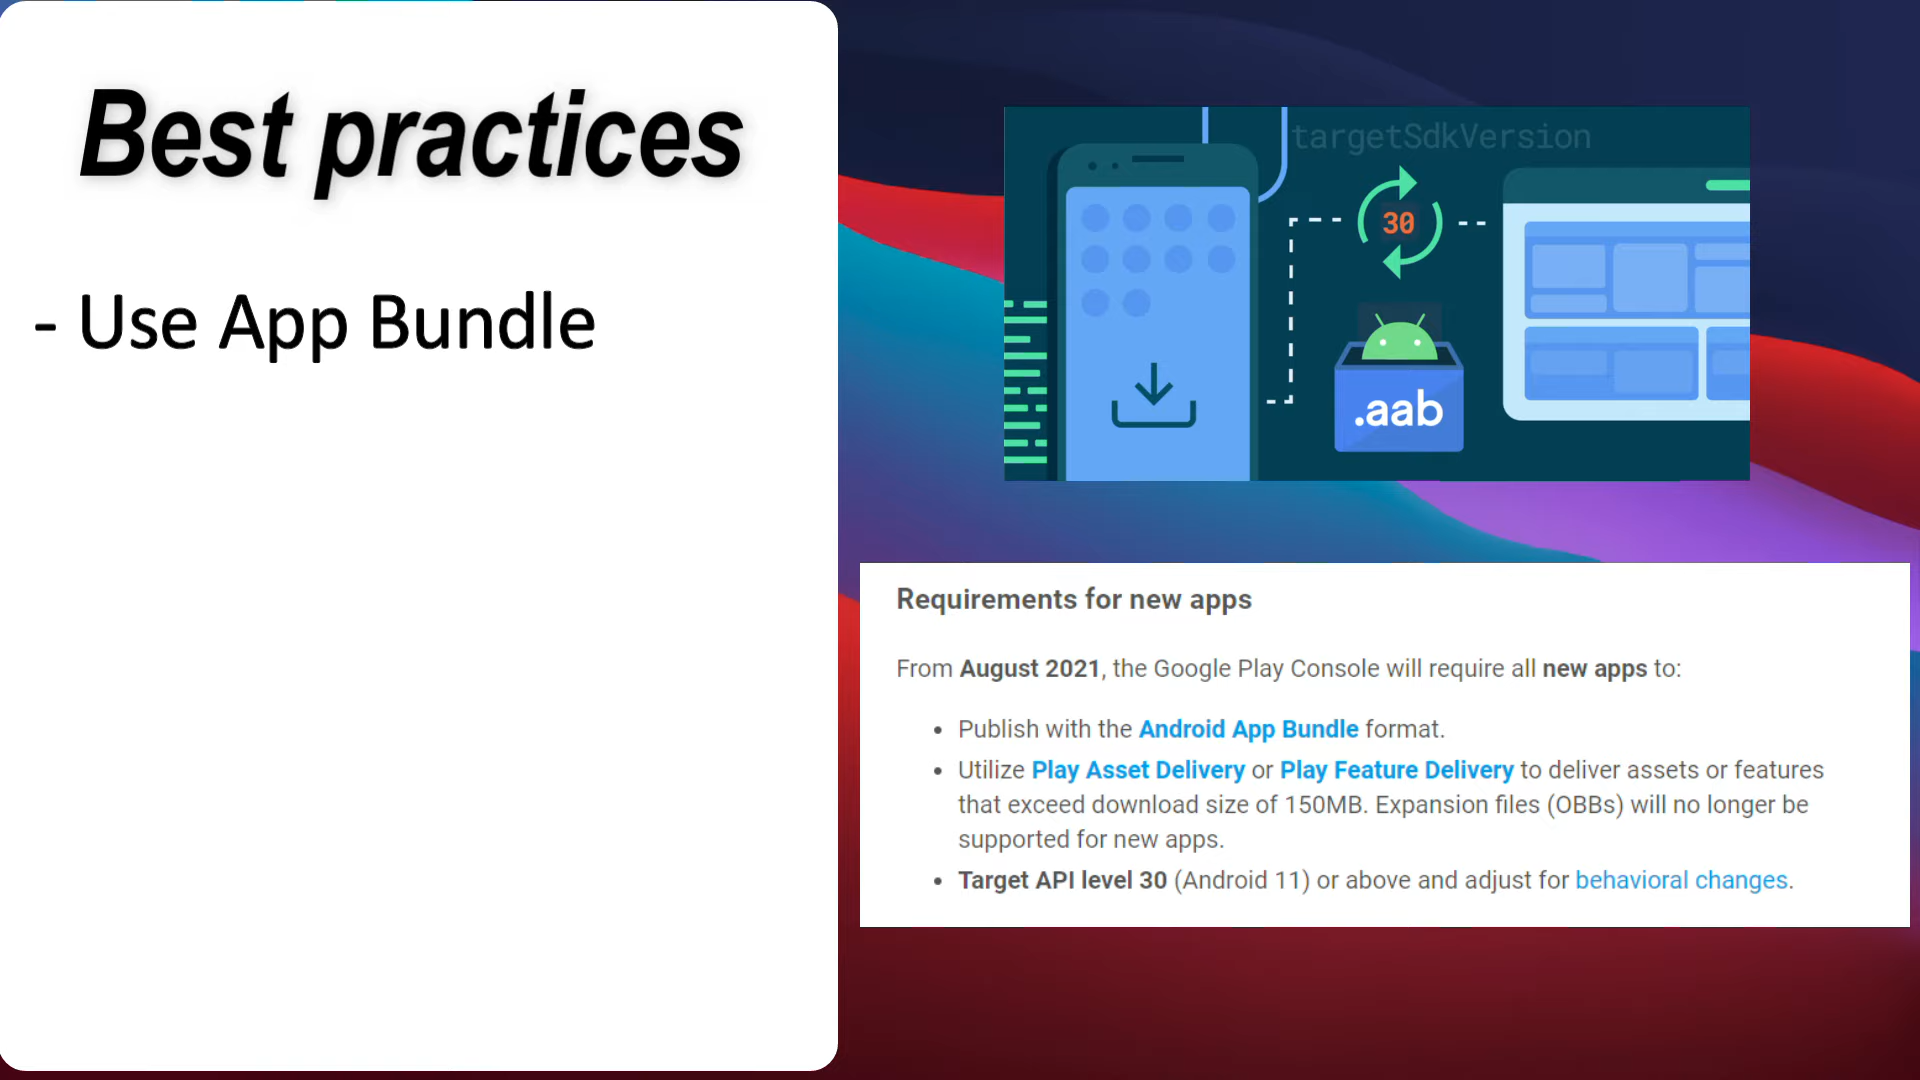 Best practices
- Use App Bundle
targetSdkVersion
30
.aab
Requirements for new apps
From August 2021, the Google Play Console will require all new apps to:
• Publish with the Android App Bundle format.
• Utilize Play Asset Delivery or Play Feature Delivery to deliver assets or features
that exceed download size of 150MB. Expansion files (OBBs) will no longer be
supported for new apps.
• Target API level 30 (Android 11) or above and adjust for behavioral changes.